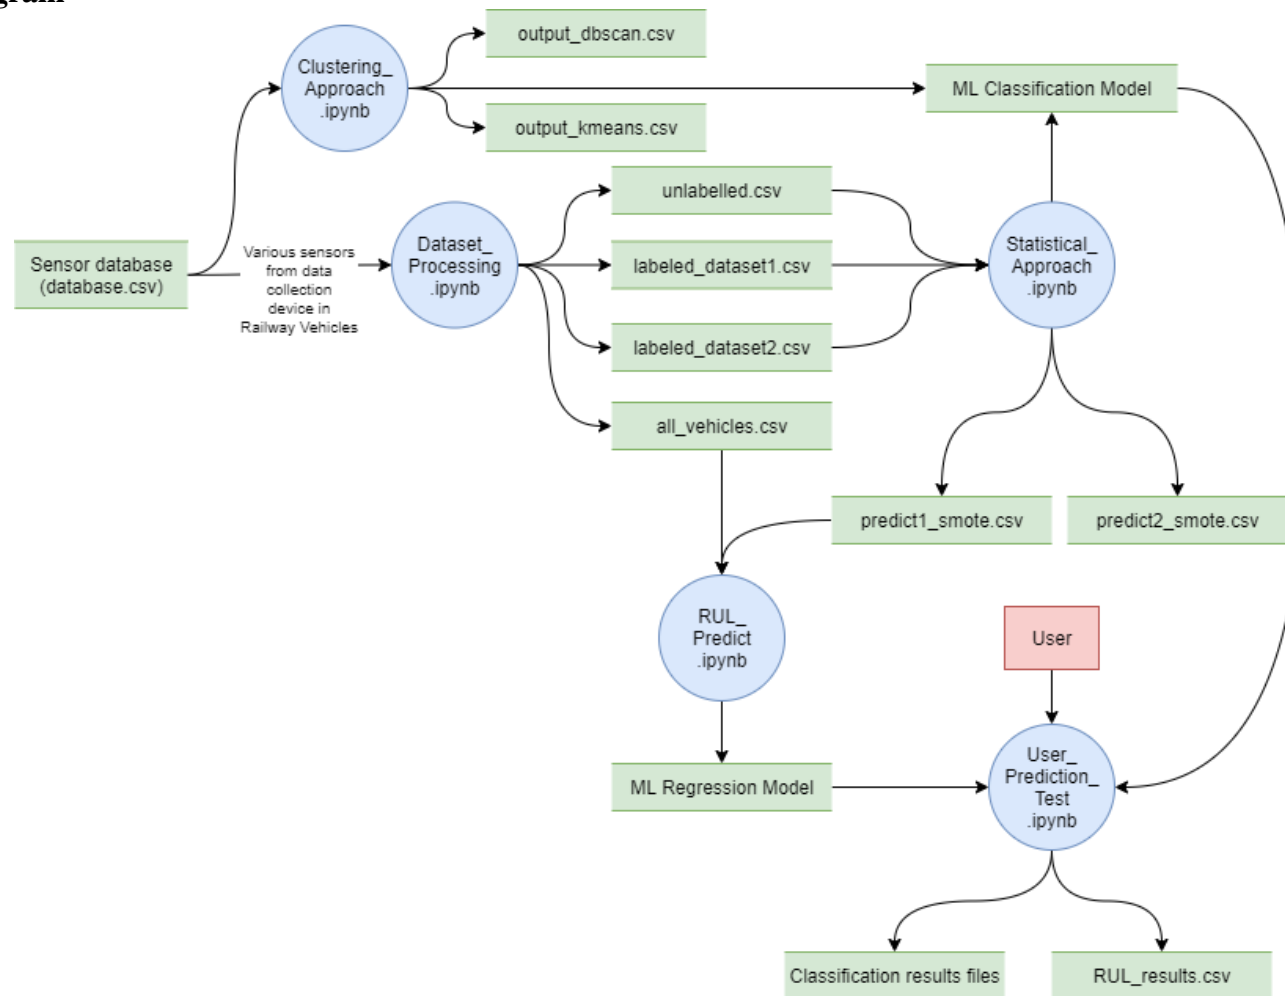 output_dbscan.csv
Clustering_
Approach
.ipynb
ML Classification Model
output_kmeans.csv
unlabelled.csv
Sensor database
(database.csv)
Various sensors
from data
collection
device in
Railway Vehicles
Dataset_
Processing
.ipynb
labeled_dataset1.csv
Statistical_
Approach
.ipynb
labeled_dataset2.csv
all_vehicles.csv
predict1_smote.csv
predict2_smote.csv
RUL_
Predict
.ipynb
User
ML Regression Model
User_
Prediction_
Test
.ipynb
Classification results files
RUL_results.csv